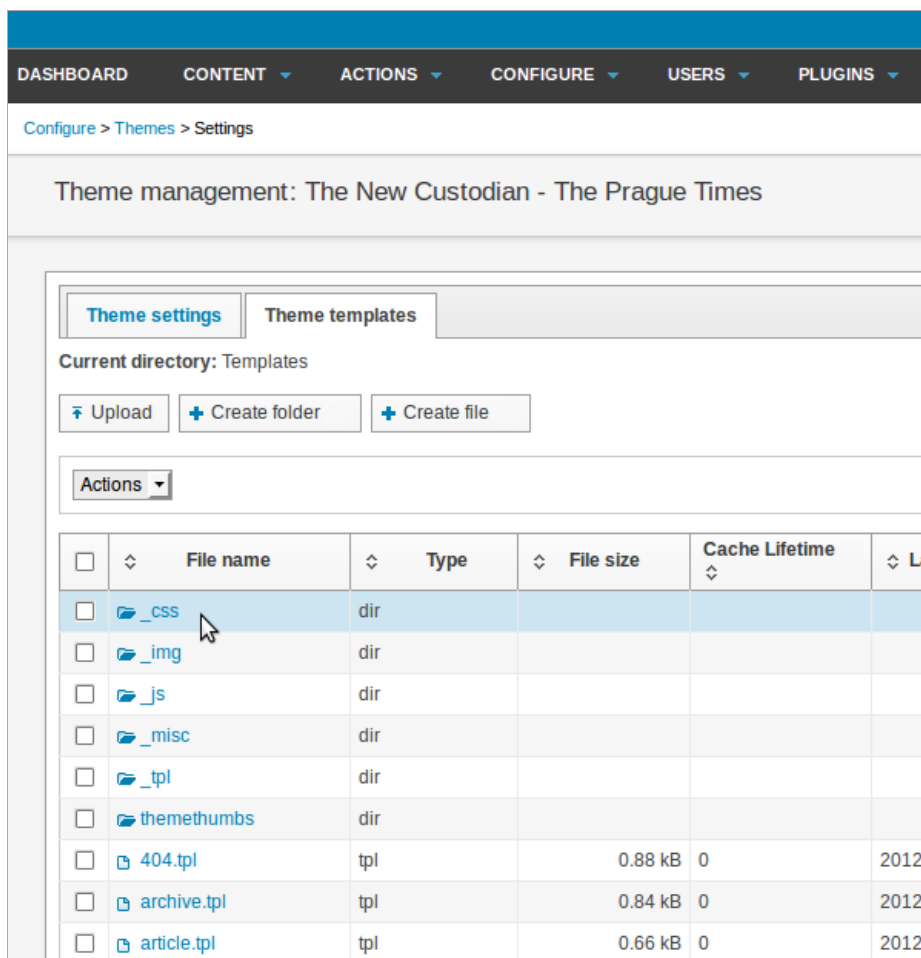 DASHBOARD CONTENT ACTIONS CONFIGURE USERS PLUGINS
Configure > Themes > Settings
Theme management: The New Custodian - The Prague Times
Theme settings Theme templates
Current directory: Templates
Upload Create folder Create file
Actions
File name Type File size Cache Lifetime
_css dir
_img dir
_js dir
_misc dir
_tpl dir
themethumbs dir
404.tpl tpl 0.88 kB 0 2012
archive.tpl tpl 0.84 kB 0 2012
article.tpl tpl 0.66 kB 0 2012